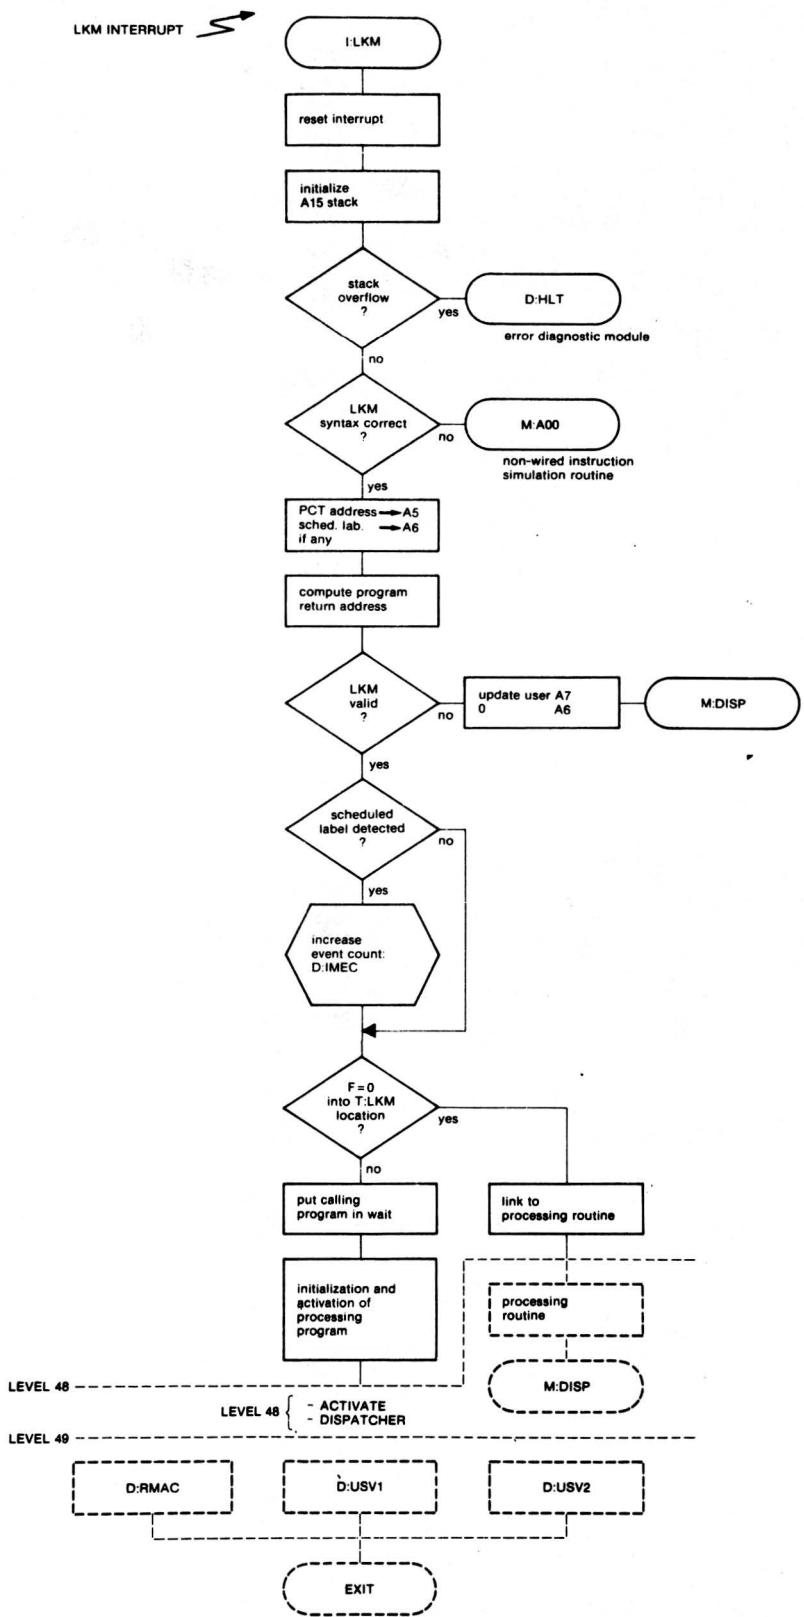 LKM INTERRUPT
I:LKM
reset interrupt
initialize
A15 stack
stack
overflow
?
yes
D:HLT
error diagnostic module
no
LKM
syntax correct
?
no
M:A00
non-wired instruction
simulation routine
yes
PCT address → A5
sched. lab. → A6
if any
compute program
return address
LKM
valid
?
no
update user A7
0 A6
M:DISP
yes
scheduled
label detected
?
no
yes
increase
event count:
D:IMEC
F=0
into T:LKM
location
?
yes
no
put calling
program in wait
link to
processing routine
initialization and
activation of
processing
program
processing
routine
M:DISP
LEVEL 48
LEVEL 48 { - ACTIVATE
- DISPATCHER
LEVEL 49
D:RMAC
D:USV1
D:USV2
EXIT